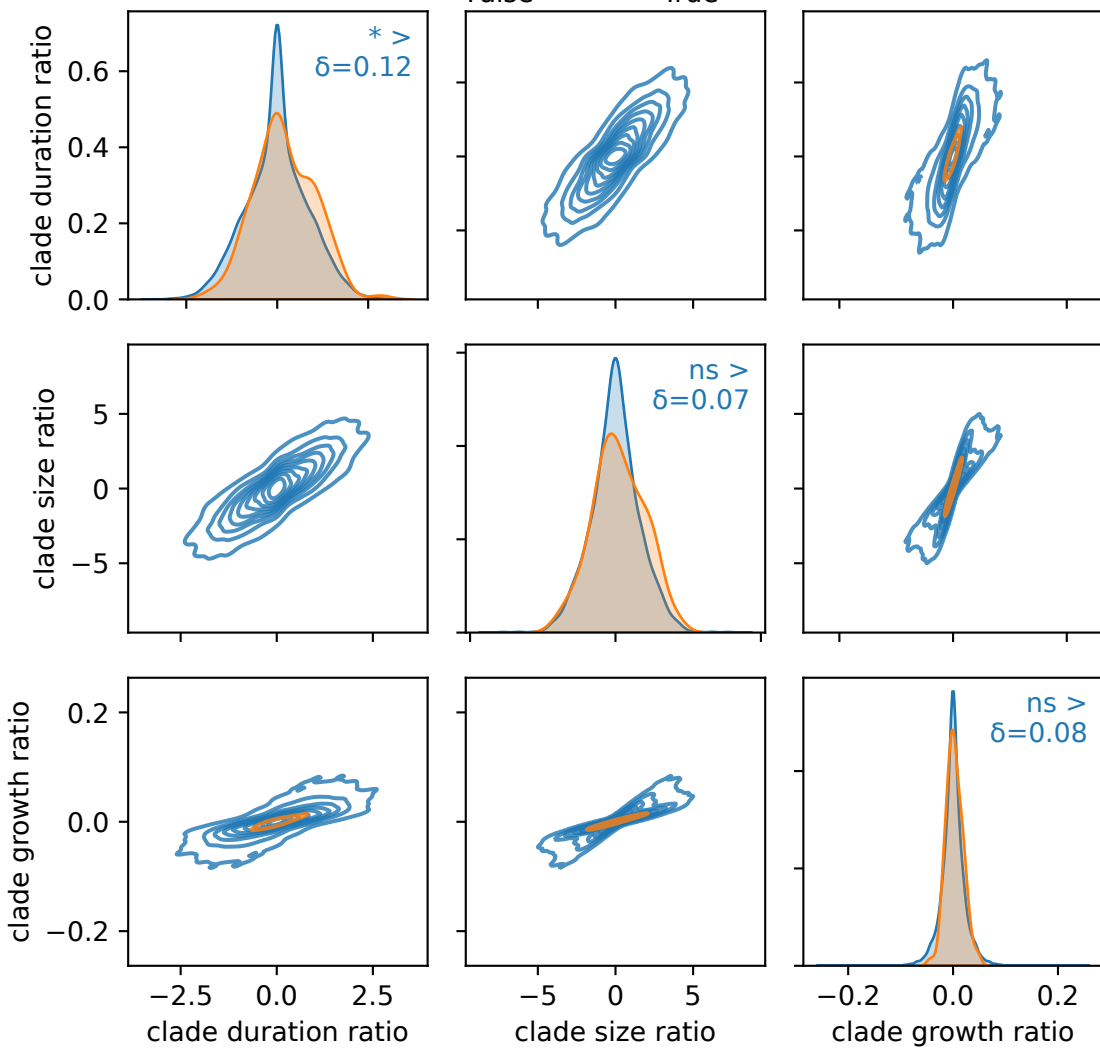 clade duration ratio
0.6
0.4
0.2
0.0
* >
δ=0.12
clade size ratio
5
0
−5
ns >
δ=0.07
clade growth ratio
0.2
0.0
−0.2
ns >
δ=0.08
−2.5 0.0 2.5
−5 0 5
−0.2 0.0 0.2
clade duration ratio
clade size ratio
clade growth ratio